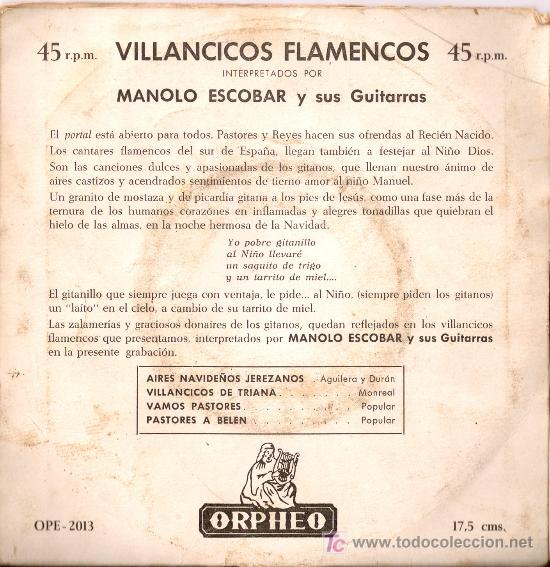 45 r.p.m. VILLANCICOS FLAMENCOS 45 r.p.m.
INTERPRETADOS POR
MANOLO ESCOBAR y sus Guitarras
El portal está abierto para todos. Pastores y Reyes hacen sus ofrendas al Recién Nacido.
Los cantares flamencos del sur de España, llegan también a festejar al Niño Dios.
Son las canciones dulces y apasionadas de los gitanos, que llenan nuestro ánimo de
aires castizos y acendrados sentimientos de tierno amor al niño Manuel.
Un granito de mostaza y de picardía gitana a los pies de Jesús, como una fase más de la
ternura de los humanos corazónes en inflamadas y alegres tonadillas que quiebran el
hielo de las almas, en la noche hermosa de la Navidad.
Yo pobre gitanillo
al Niño llevaré
un saquito de trigo
y un tarrito de miel....
El gitanillo que siempre juega con ventaja, le pide... al Niño, (siempre piden los gitanos)
un "laíto" en el cielo, a cambio de su tarrito de miel.
Las zalamerías y graciosos donaires de los gitanos, quedan reflejados en los villancicos
flamencos que presentamos, interpretados por MANOLO ESCOBAR y sus Guitarras
en la presente grabación.
AIRES NAVIDEÑOS JEREZANOS . Aguilera y Durán
VILLANCICOS DE TRIANA . . . Monreal
VAMOS PASTORES . . . . Popular
PASTORES A BELEN . . . . Popular
ORPHEO
OPE-2013 17,5 cms.
TC www.todocoleccion.net